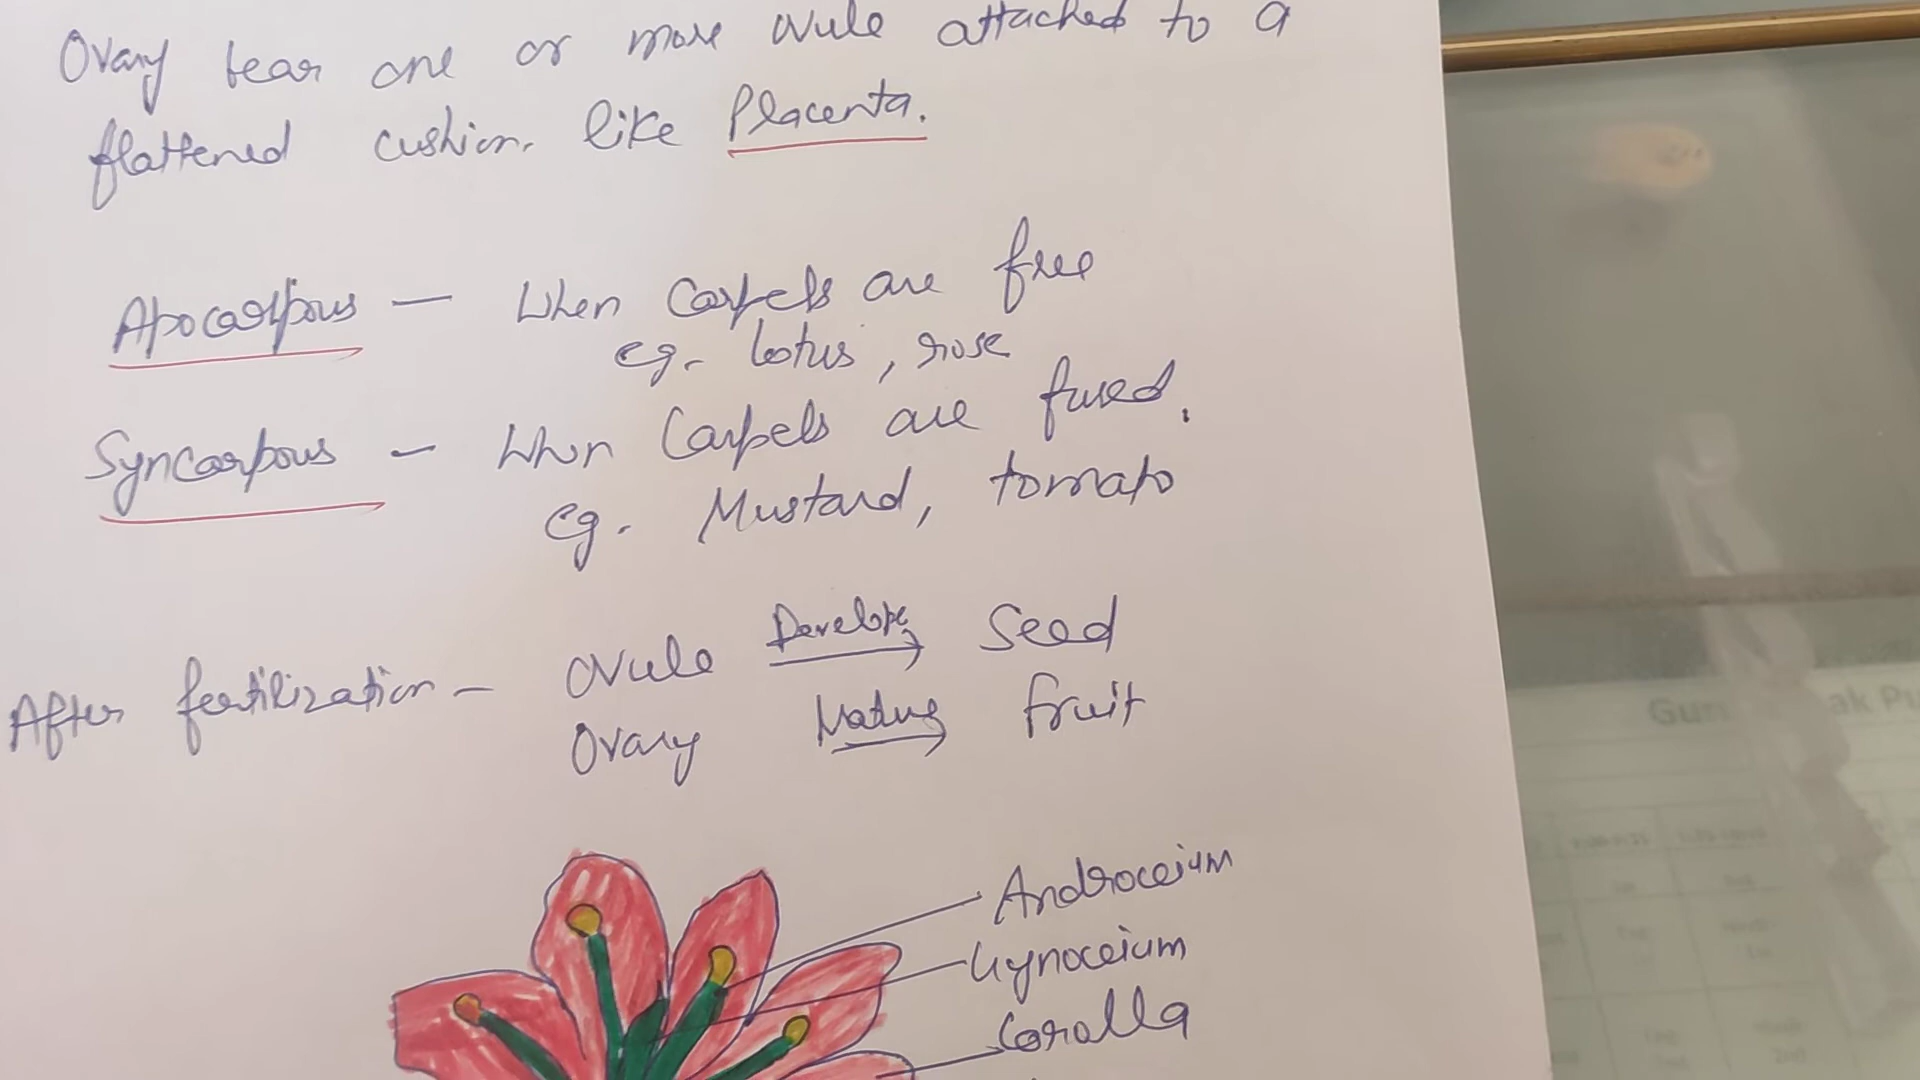 Ovary bear one or more ovule attached to a
flattened cushion like Placenta.
Apocarpous — When Carpels are free
eg. lotus, rose
Syncarpous — When Carpels are fused.
eg. Mustard, tomato
After fertilization — Ovule Develops → Seed
Ovary → fruit
Androceium
Gynoceium
Corolla